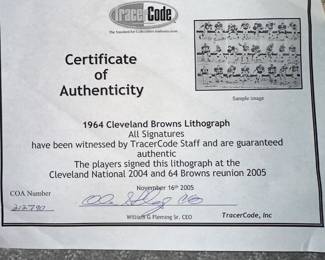 TracerCode
The Standard for Collectibles Authentication
Certificate
of
Authenticity
Sample image
1964 Cleveland Browns Lithograph
All Signatures
have been witnessed by TracerCode Staff and are guaranteed
authentic
The players signed this lithograph at the
Cleveland National 2004 and 64 Browns reunion 2005
November 16th 2005
COA Number
William G Fleming Sr. CEO
TracerCode, Inc